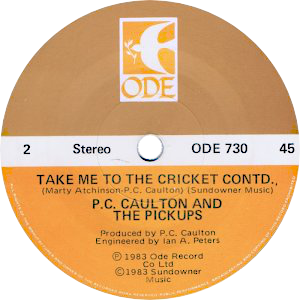 ODE
2 Stereo ODE 730 45
TAKE ME TO THE CRICKET CONTD.,
(Marty Atchinson-P.C. Caulton) (Sundowner Music)
P.C. CAULTON AND
THE PICKUPS
Produced by P.C. Caulton
Engineered by Ian A. Peters
℗1983 Ode Record
Co Ltd
©1983 Sundowner
Music